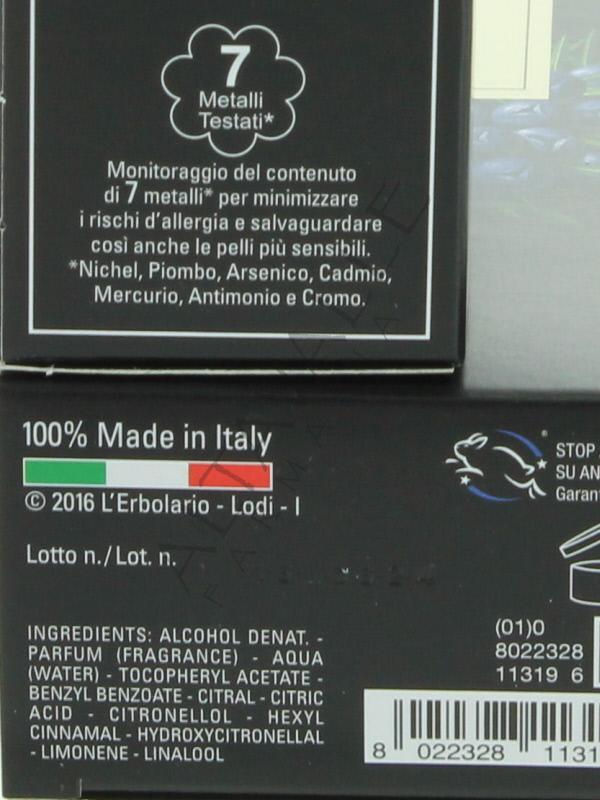 7
Metalli
Testati*
Monitoraggio del contenuto
di 7 metalli* per minimizzare
i rischi d'allergia e salvaguardare
così anche le pelli più sensibili.
*Nichel, Piombo, Arsenico, Cadmio,
Mercurio, Antimonio e Cromo.
100% Made in Italy
© 2016 L'Erbolario - Lodi - I
Lotto n./Lot. n.
INGREDIENTS: ALCOHOL DENAT. -
PARFUM (FRAGRANCE) - AQUA
(WATER) - TOCOPHERYL ACETATE -
BENZYL BENZOATE - CITRAL - CITRIC
ACID - CITRONELLOL - HEXYL
CINNAMAL - HYDROXYCITRONELLAL
- LIMONENE - LINALOOL
STOP
SU AN
Garant
(01)0
8022328
11319 6
8 022328 1131